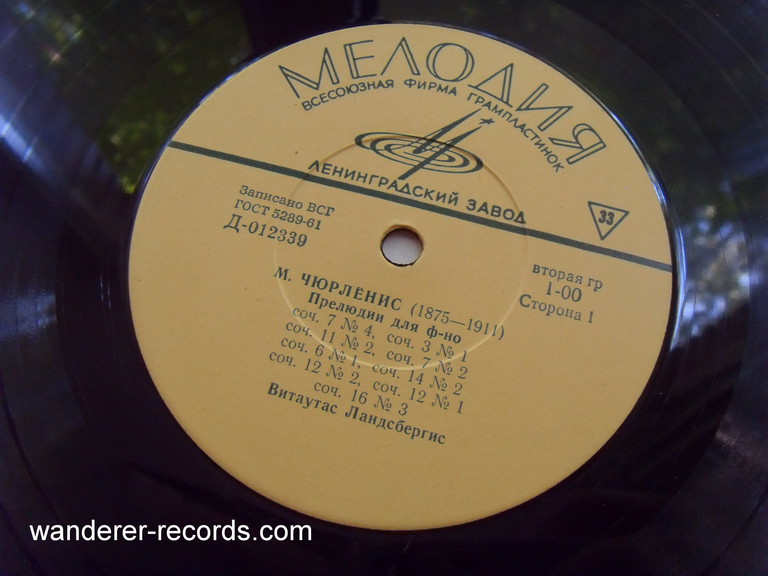 МЕЛОДИЯ
ВСЕСОЮЗНАЯ ФИРМА ГРАМПЛАСТИНОК
ЛЕНИНГРАДСКИЙ ЗАВОД
33
Записано ВСГ
ГОСТ 5289-61
Д-012339
вторая гр
1-00
Сторона 1
М. ЧЮРЛЁНИС (1875—1911)
Прелюдии для ф-но
соч. 7 № 4, соч. 3 № 1
соч. 11 № 2, соч. 7 № 2
соч. 6 № 1, соч. 14 № 2
соч. 12 № 2, соч. 12 № 1
соч. 16 № 3
Витаутас Ландсбергис
wanderer-records.com